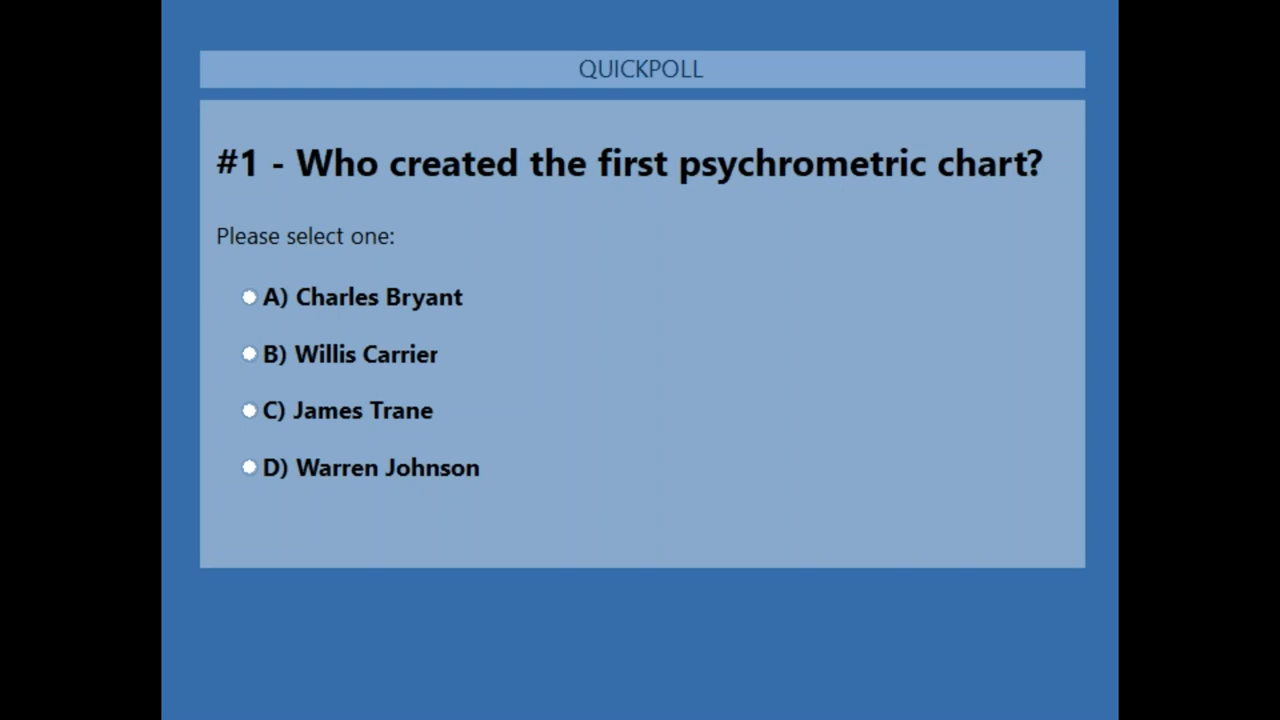 QUICKPOLL
#1 - Who created the first psychrometric chart?
Please select one:
A) Charles Bryant
B) Willis Carrier
C) James Trane
D) Warren Johnson